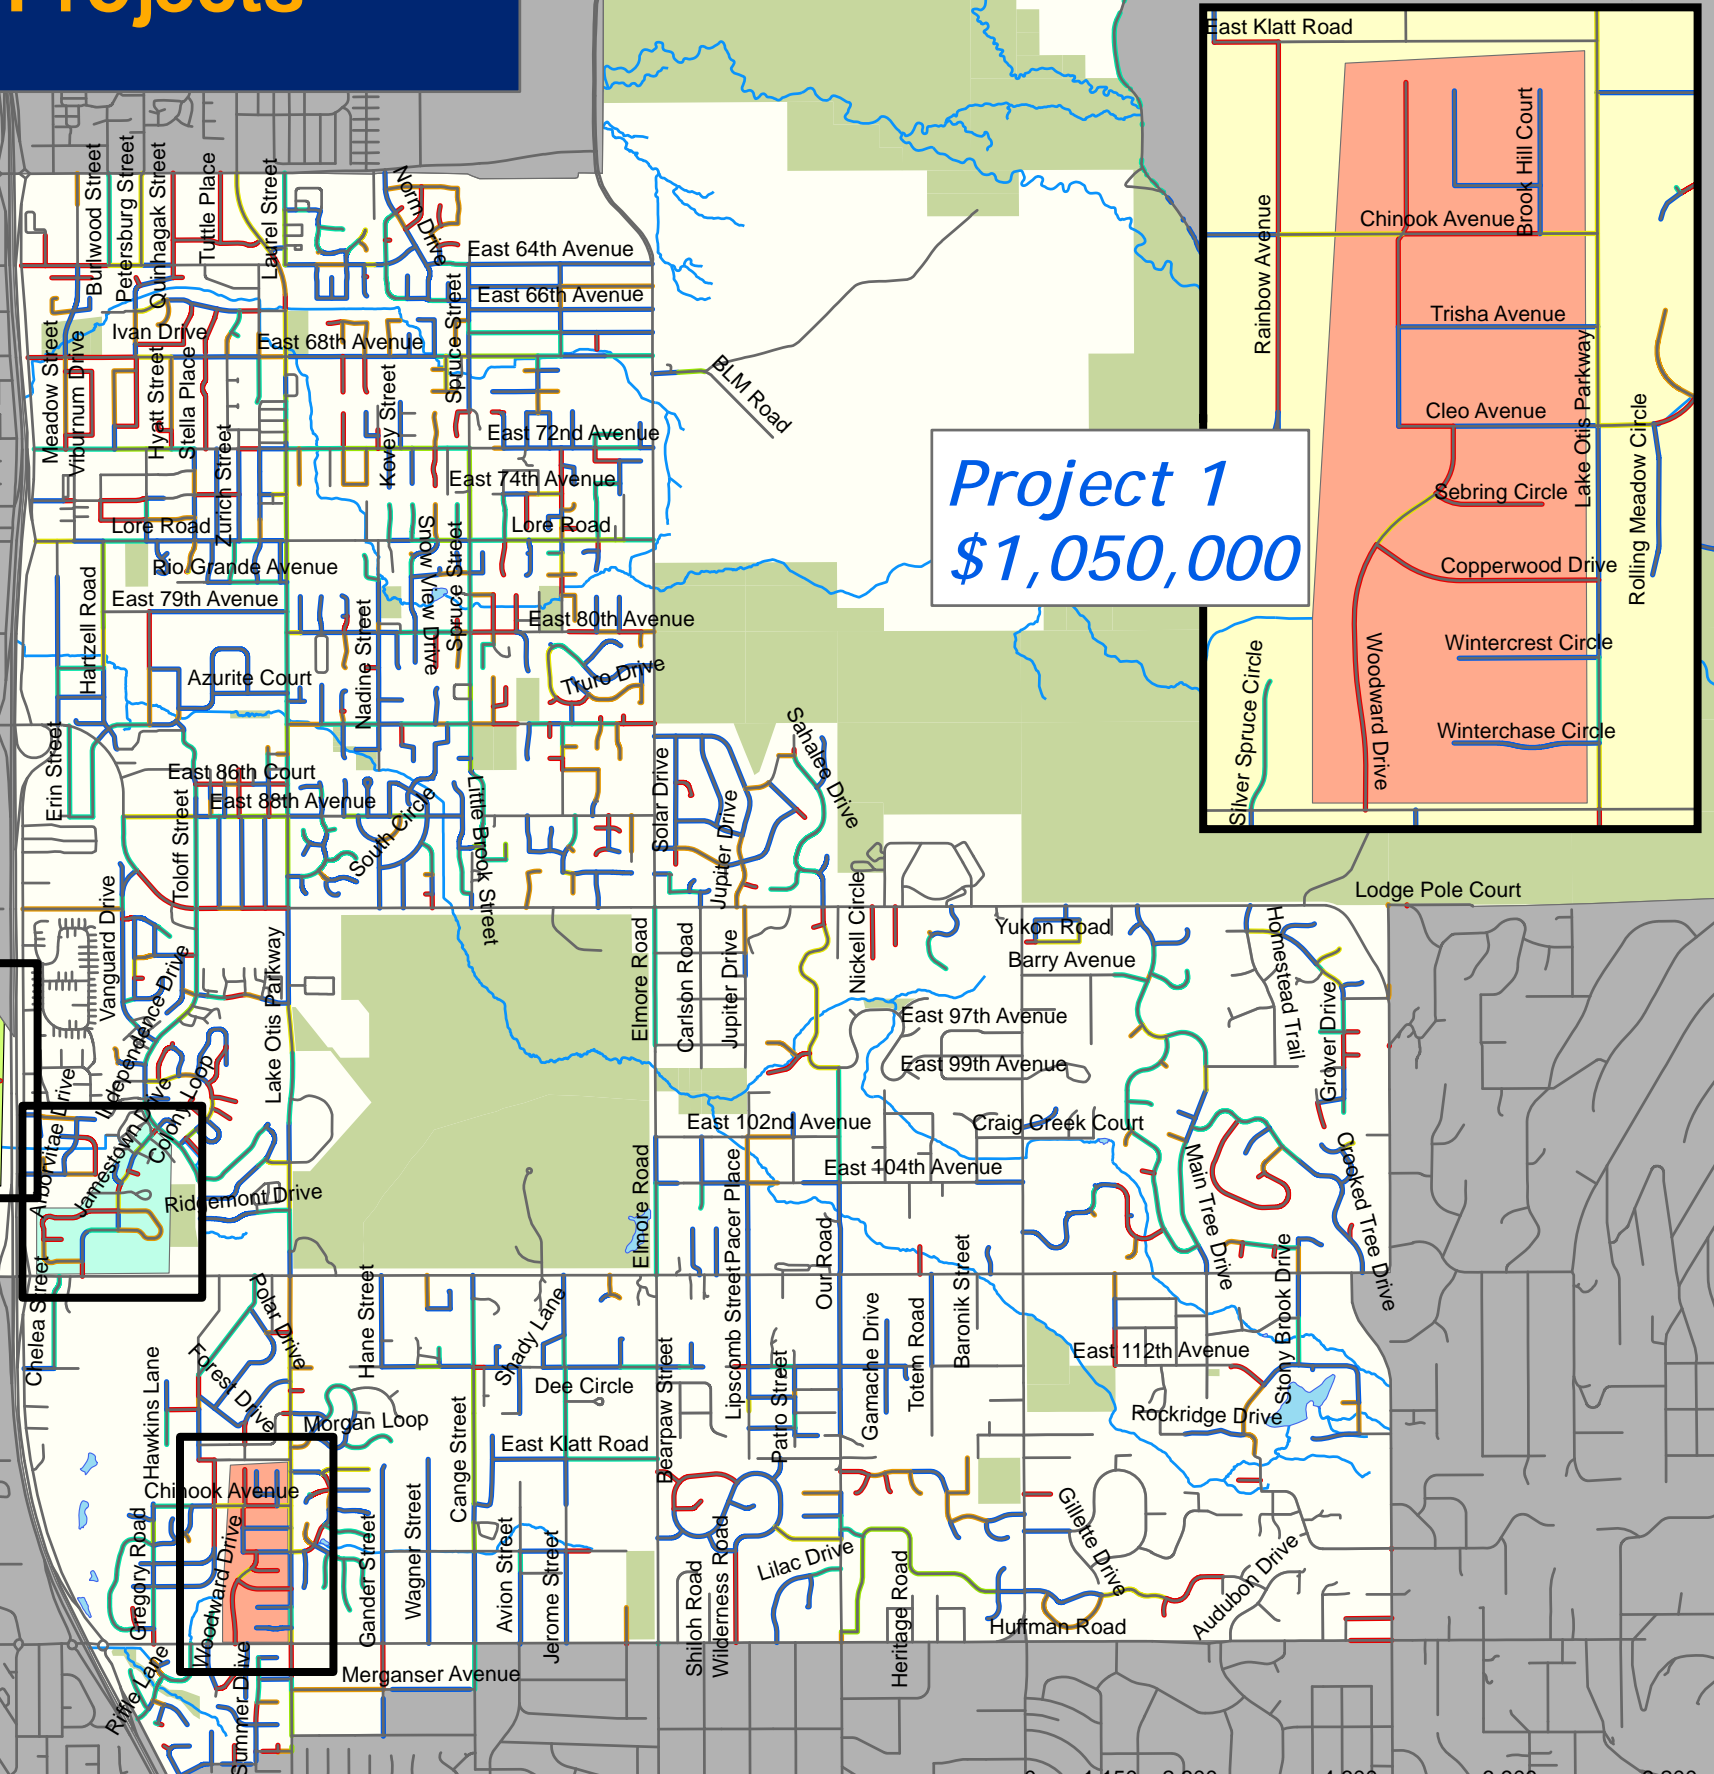 Projects
East Klatt Road
Brook Hill Court
Chinook Avenue
Rainbow Avenue
Trisha Avenue
Lake Otis Parkway
Cleo Avenue
Rolling Meadow Circle
Sebring Circle
Copperwood Drive
Wintercrest Circle
Woodward Drive
Silver Spruce Circle
Winterchase Circle
Project 1
$1,050,000
Burlwood Street
Petersburg Street
Quinhagak Street
Tuttle Place
Laurel Street
Norm Drive
East 64th Avenue
East 66th Avenue
Ivan Drive
East 68th Avenue
Spruce Street
Meadow Street
Viburnum Drive
Hyatt Street
Stella Place
Kovey Street
BLM Road
East 72nd Avenue
Zurich Street
East 74th Avenue
Lore Road
Lore Road
Snow View Drive
Spruce Street
Rio Grande Avenue
Hartzell Road
East 79th Avenue
Nadine Street
East 80th Avenue
Azurite Court
Truro Drive
Erin Street
Sahalee Drive
Solar Drive
East 86th Court
East 88th Avenue
South Circle
Little Brook Street
Jupiter Drive
Toloff Street
Vanguard Drive
Nickell Circle
Lodge Pole Court
Yukon Road
Homestead Trail
Barry Avenue
Independence Drive
Lake Otis Parkway
Elmore Road
Carlson Road
Jupiter Drive
East 97th Avenue
Grover Drive
East 99th Avenue
Arborvitae Drive
Jamestown Drive
Colony Loop
East 102nd Avenue
Craig Creek Court
Crooked Tree Drive
Main Tree Drive
East 104th Avenue
Ridgemont Drive
Elmore Road
Pacer Place
Our Road
Chelea Street
Polar Drive
Hane Street
Shady Lane
Lipscomb Street
Baronik Street
Stony Brook Drive
Gamache Drive
Totem Road
East 112th Avenue
Forest Drive
Hawkins Lane
Dee Circle
Bearpaw Street
Patro Street
Rockridge Drive
Morgan Loop
Cange Street
East Klatt Road
Chinook Avenue
Gregory Road
Woodward Drive
Gander Street
Wagner Street
Avion Street
Jerome Street
Lilac Drive
Gillette Drive
Audubon Drive
Shiloh Road
Wilderness Road
Heritage Road
Huffman Road
Riffle Lane
Summer Drive
Merganser Avenue